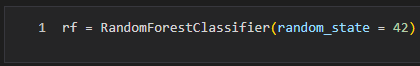 1 rf = RandomForestClassifier(random_state = 42)